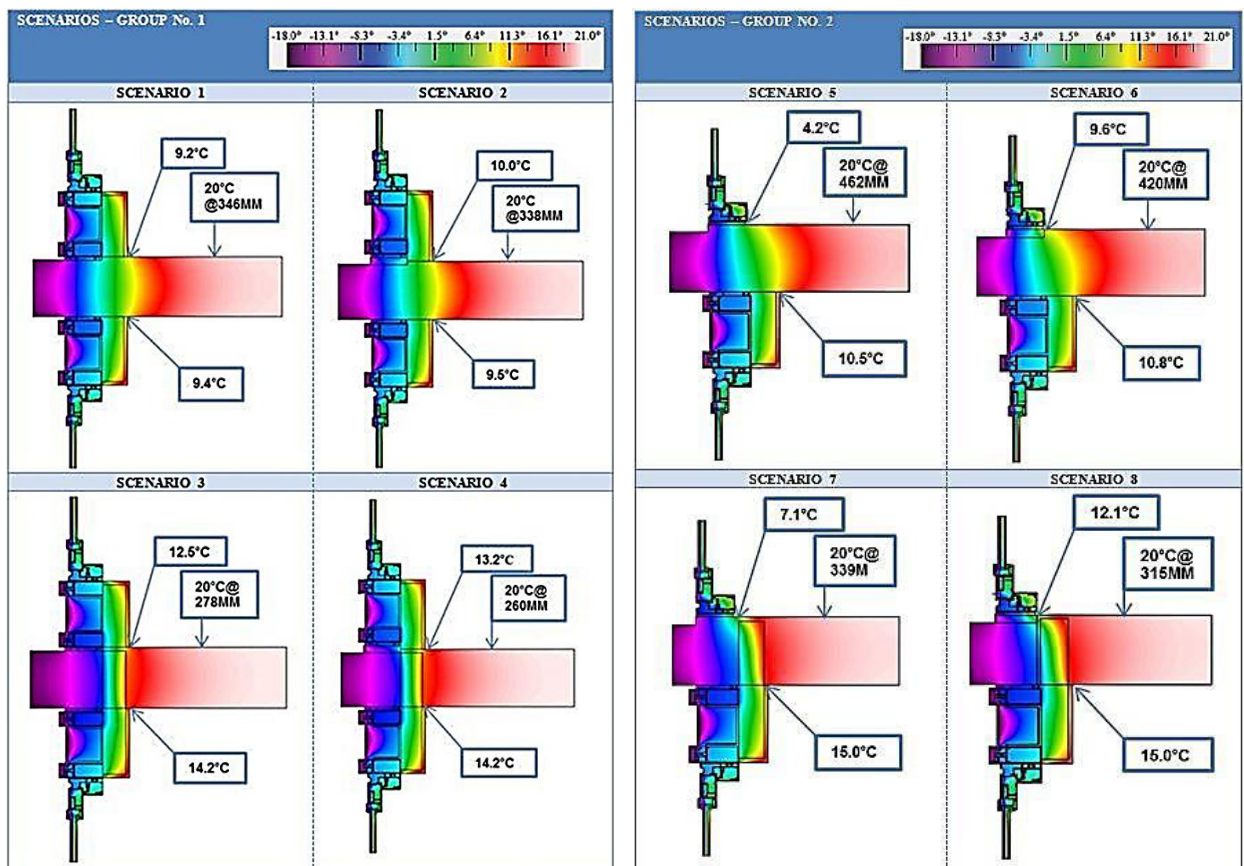 SCENARIOS – GROUP No. 1
-18.0° -13.1° -8.3° -3.4° 1.5° 6.4° 11.3° 16.1° 21.0°
SCENARIO 1
SCENARIO 2
9.2°C
20°C
@346MM
9.4°C
10.0°C
20°C
@338MM
9.5°C
SCENARIO 3
SCENARIO 4
12.5°C
20°C@
278MM
14.2°C
13.2°C
20°C@
260MM
14.2°C
SCENARIOS – GROUP No. 2
-18.0° -13.1° -8.3° -3.4° 1.5° 6.4° 11.3° 16.1° 21.0°
SCENARIO 5
SCENARIO 6
4.2°C
20°C@
462MM
10.5°C
9.6°C
20°C@
420MM
10.8°C
SCENARIO 7
SCENARIO 8
7.1°C
20°C@
339M
15.0°C
12.1°C
20°C@
315MM
15.0°C